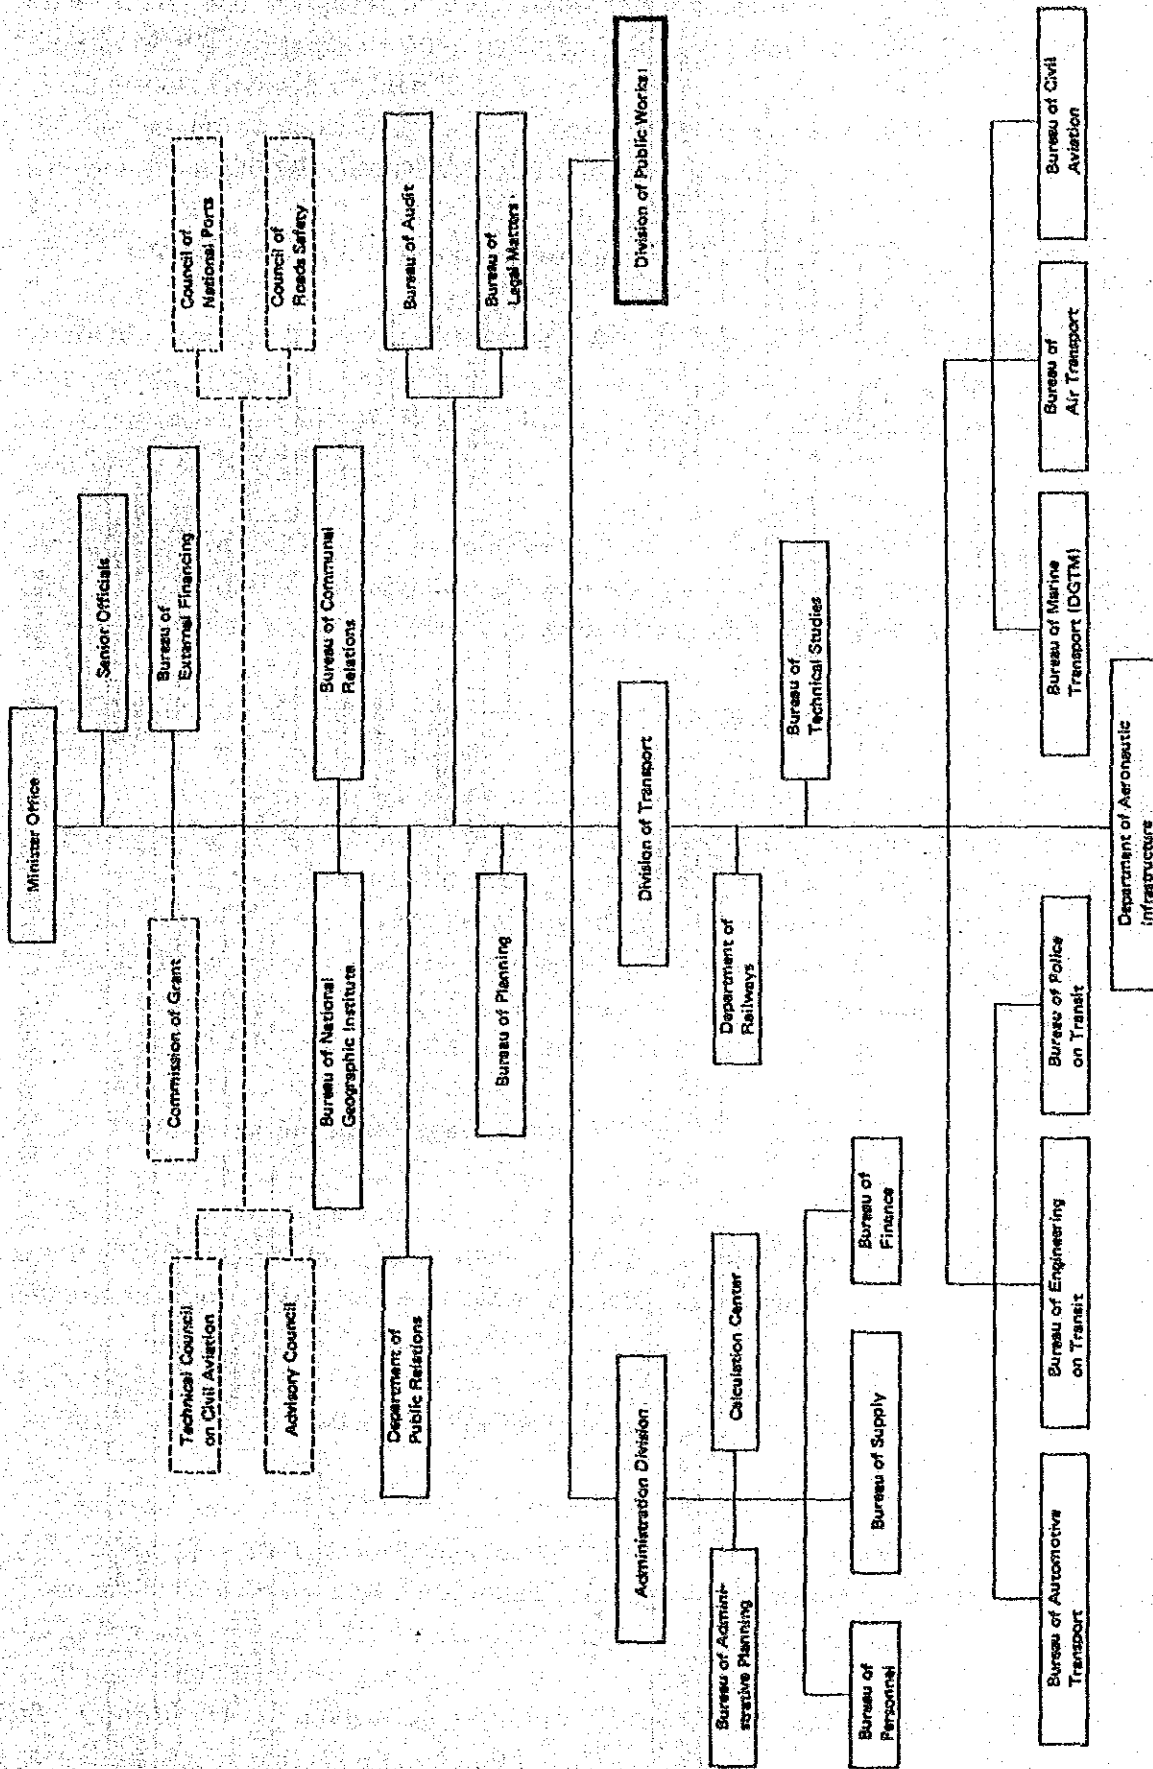 Minister Office
Senior Officials
Commission of Grant
Bureau of
External Financing
Technical Council
on Civil Aviation
Council of
National Ports
Advisory Council
Council of
Roads Safety
Bureau of National
Geographic Institute
Bureau of Communal
Relations
Department of
Public Relations
Bureau of Audit
Bureau of Planning
Bureau of
Legal Matters
Administration Division
Division of Transport
Division of Public Works
Bureau of Admini-
strative Planning
Calculation Center
Department of
Railways
Bureau of
Technical Studies
Bureau of
Personnel
Bureau of Supply
Bureau of
Finance
Bureau of Automotive
Transport
Bureau of Engineering
on Transit
Bureau of Police
on Transit
Bureau of Marine
Transport (DGTM)
Bureau of
Air Transport
Bureau of Civil
Aviation
Department of Aeronautic
Infrastructure